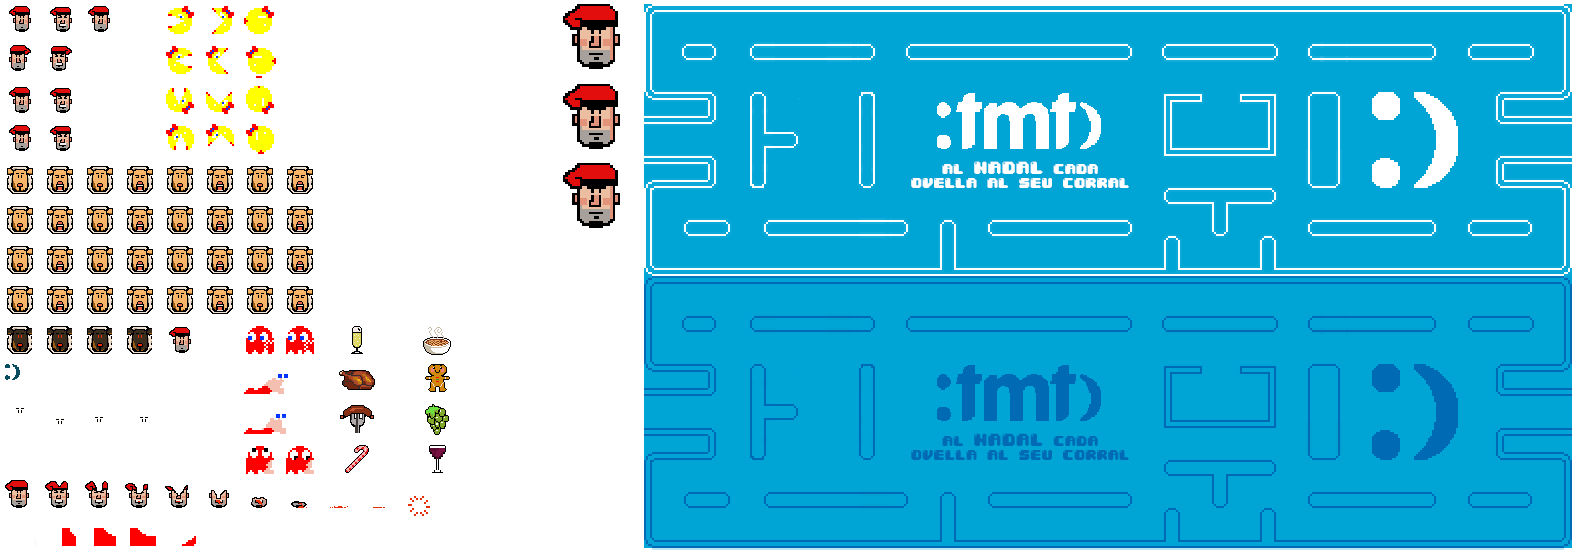 :tmt)
AL NADAL CADA
OVELLA AL SEU CORRAL
:)
:tmt)
AL NADAL CADA
OVELLA AL SEU CORRAL
:)
:)